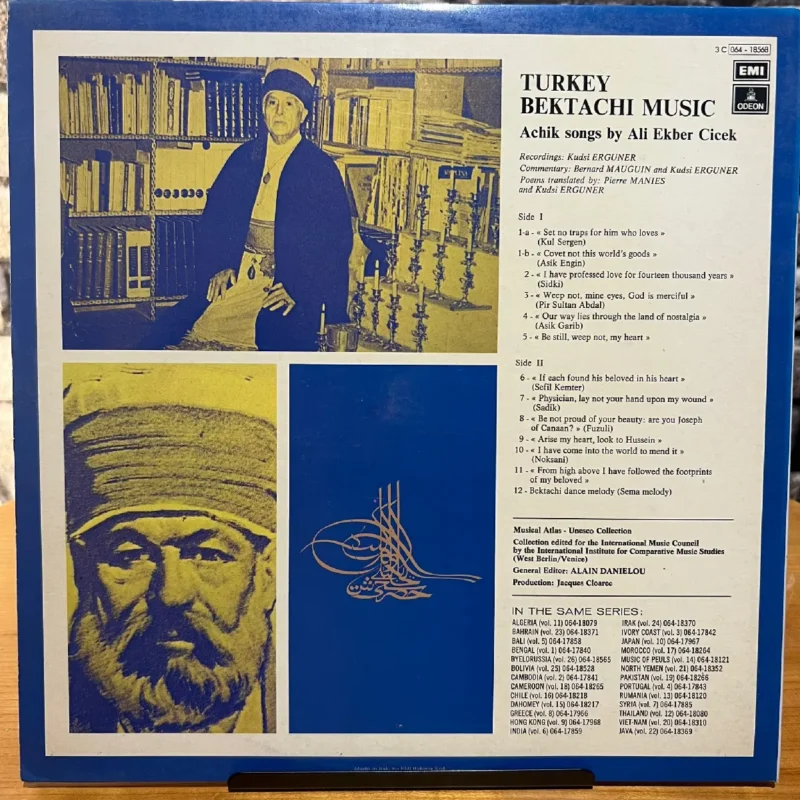 3 C 064 - 18568
EMI
ODEON
TURKEY
BEKTACHI MUSIC
Achik songs by Ali Ekber Cicek
Recordings: Kudsi ERGUNER
Commentary: Bernard MAUGUIN and Kudsi ERGUNER
Poems translated by: Pierre MANIES
and Kudsi ERGUNER
Side I
1-a - « Set no traps for him who loves »
(Kul Sergen)
1-b - « Covet not this world's goods »
(Asik Engin)
2 - « I have professed love for fourteen thousand years »
(Sidki)
3 - « Weep not, mine eyes, God is merciful »
(Pir Sultan Abdal)
4 - « Our way lies through the land of nostalgia »
(Asik Garib)
5 - « Be still, weep not, my heart »
Side II
6 - « If each found his beloved in his heart »
(Sefil Kemter)
7 - « Physician, lay not your hand upon my wound »
(Sadik)
8 - « Be not proud of your beauty: are you Joseph
of Canaan? » (Fuzuli)
9 - « Arise my heart, look to Hussein »
10 - « I have come into the world to mend it »
(Noksani)
11 - « From high above I have followed the footprints
of my beloved »
12 - Bektachi dance melody (Sema melody)
Musical Atlas - Unesco Collection
Collection edited for the International Music Council
by the International Institute for Comparative Music Studies
(West Berlin/Venice)
General Editor: ALAIN DANIELOU
Production: Jacques Cloarec
IN THE SAME SERIES:
ALGERIA (vol. 11) 064-18079
BAHRAIN (vol. 23) 064-18371
BALI (vol. 5) 064-17858
BENGAL (vol. 1) 064-17840
BYELORUSSIA (vol. 26) 064-18565
BOLIVIA (vol. 25) 064-18528
CAMBODIA (vol. 2) 064-17841
CAMEROON (vol. 18) 064-18265
CHILE (vol. 16) 064-18218
DAHOMEY (vol. 15) 064-18217
GREECE (vol. 8) 064-17966
HONG KONG (vol. 9) 064-17968
INDIA (vol. 6) 064-17859
IRAK (vol. 24) 064-18370
IVORY COAST (vol. 3) 064-17842
JAPAN (vol. 10) 064-17967
MOROCCO (vol. 17) 064-18264
MUSIC OF PEULS (vol. 14) 064-18121
NORTH YEMEN (vol. 21) 064-18352
PAKISTAN (vol. 19) 064-18266
PORTUGAL (vol. 4) 064-17843
RUMANIA (vol. 13) 064-18120
SYRIA (vol. 7) 064-17885
THAILAND (vol. 12) 064-18080
VIET-NAM (vol. 20) 064-18310
JAVA (vol. 22) 064-18369